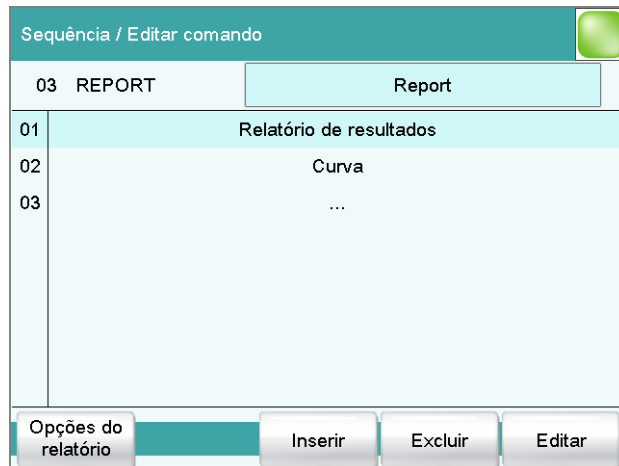 Sequência / Editar comando
03 REPORT Report
01 Relatório de resultados
02 Curva
03 ...
Opções do
relatório
Inserir Excluir Editar